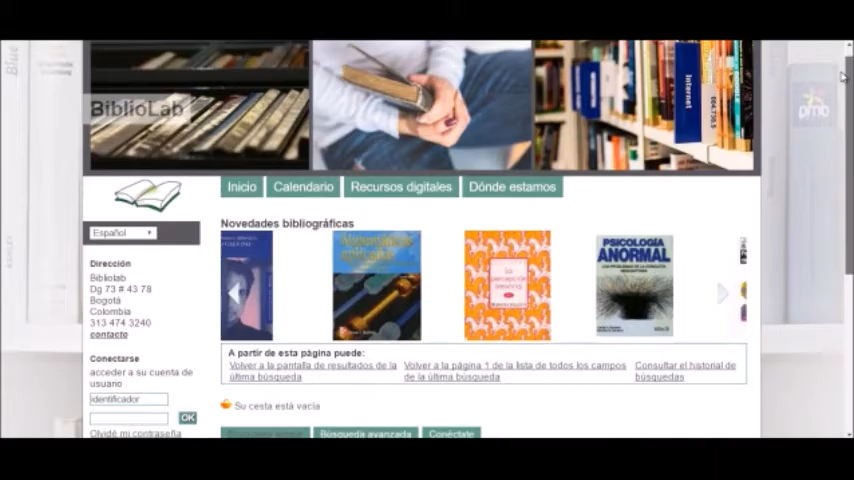 BiblioLab
Internet
pmb
Inicio
Calendario
Recursos digitales
Dónde estamos
Español
Novedades bibliográficas
PSICOLOGÍA
ANORMAL
Dirección
Bibliolab
Dg 73 # 43 78
Bogotá
Colombia
313 474 3240
contacto
Conectarse
acceder a su cuenta de
usuario
identificador
OK
Olvidé mi contraseña
A partir de esta página puede:
Volver a la pantalla de resultados de la
última búsqueda
Volver a la página 1 de la lista de todos los campos
de la última búsqueda
Consultar el historial de
búsquedas
Su cesta está vacía
Búsqueda avanzada
Conéctate